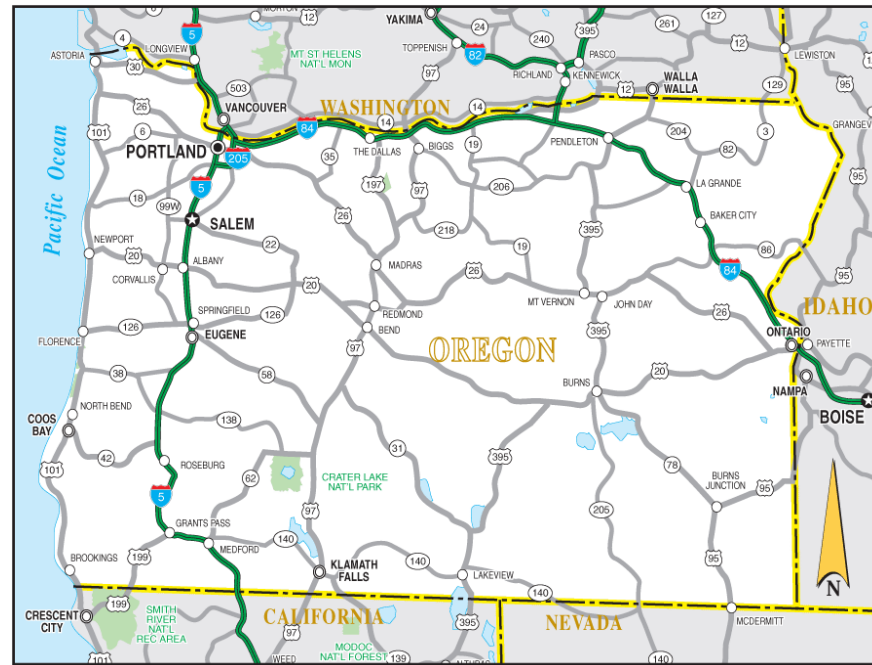 MORTON
12
YAKIMA
24
395
261
127
12
4
LONGVIEW
5
MT ST HELENS
NAT'L MON
TOPPENISH
82
240
PASCO
LEWISTON
ASTORIA
30
97
RICHLAND
KENNEWICK
WALLA
WALLA
12
129
95
12
503
VANCOUVER
WASHINGTON
14
14
GRANGEV
26
101
6
PORTLAND
205
84
THE DALLAS
BIGGS
19
PENDLETON
204
82
3
35
197
97
206
LA GRANDE
95
18
5
99W
SALEM
26
218
395
BAKER CITY
Pacific Ocean
NEWPORT
20
CORVALLIS
ALBANY
22
20
MADRAS
26
19
86
84
95
MT VERNON
JOHN DAY
IDAHO
SPRINGFIELD
126
126
REDMOND
BEND
26
ONTARIO
PAYETTE
FLORENCE
EUGENE
97
OREGON
395
38
58
BURNS
20
NAMPA
BOISE
NORTH BEND
COOS
BAY
138
42
101
ROSEBURG
31
395
78
5
62
CRATER LAKE
NAT'L PARK
BURNS
JUNCTION
95
97
205
GRANTS PASS
MEDFORD
140
140
199
95
BROOKINGS
KLAMATH
FALLS
LAKEVIEW
140
N
CRESCENT
CITY
199
SMITH
RIVER
NAT'L
REC AREA
CALIFORNIA
NEVADA
MCDERMITT
97
395
MODOC
NAT'L FOREST
101
WEED
139
ALTURAS
140
95